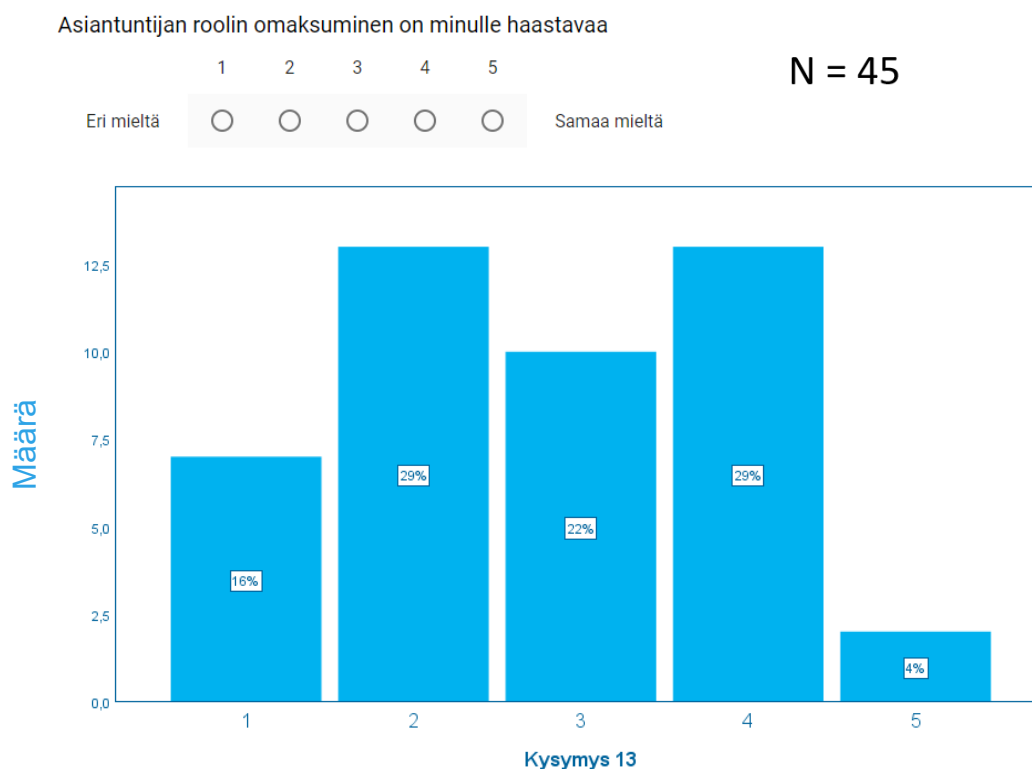 Asiantuntijan roolin omaksuminen on minulle haastavaa
N = 45
1 2 3 4 5
Eri mieltä Samaa mieltä
Määrä
12,5
10,0
7,5
5,0
2,5
0,0
16%
29%
22%
29%
4%
1 2 3 4 5
Kysymys 13